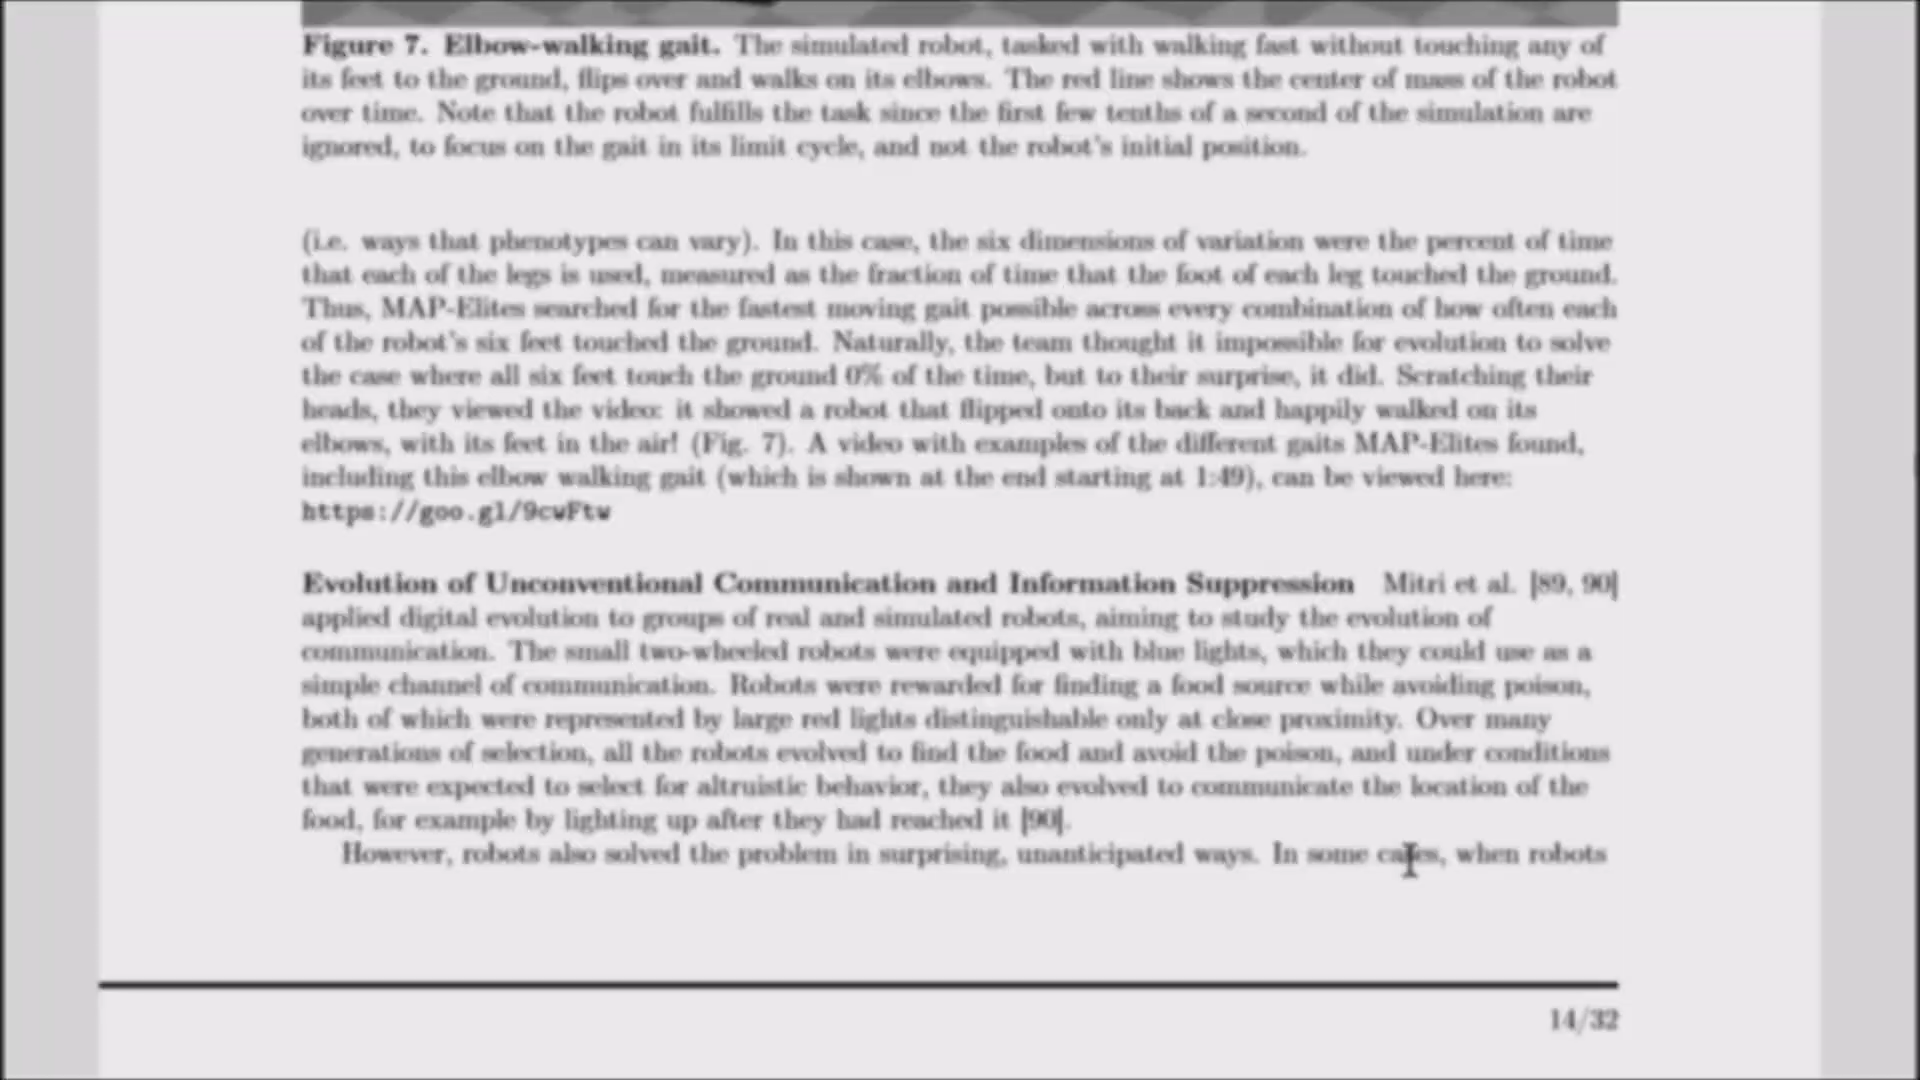 Figure 7. Elbow-walking gait. The simulated robot, tasked with walking fast without touching any of
its feet to the ground, flips over and walks on its elbows. The red line shows the center of mass of the robot
over time. Note that the robot fulfills the task since the first few tenths of a second of the simulation are
ignored, to focus on the gait in its limit cycle, and not the robot's initial position.
(i.e. ways that phenotypes can vary). In this case, the six dimensions of variation were the percent of time
that each of the legs is used, measured as the fraction of time that the foot of each leg touched the ground.
Thus, MAP-Elites searched for the fastest moving gait possible across every combination of how often each
of the robot's six feet touched the ground. Naturally, the team thought it impossible for evolution to solve
the case where all six feet touch the ground 0% of the time, but to their surprise, it did. Scratching their
heads, they viewed the video: it showed a robot that flipped onto its back and happily walked on its
elbows, with its feet in the air! (Fig. 7). A video with examples of the different gaits MAP-Elites found,
including this elbow walking gait (which is shown at the end starting at 1:49), can be viewed here:
https://goo.gl/9cwFtw
Evolution of Unconventional Communication and Information Suppression Mitri et al. [89, 90]
applied digital evolution to groups of real and simulated robots, aiming to study the evolution of
communication. The small two-wheeled robots were equipped with blue lights, which they could use as a
simple channel of communication. Robots were rewarded for finding a food source while avoiding poison,
both of which were represented by large red lights distinguishable only at close proximity. Over many
generations of selection, all the robots evolved to find the food and avoid the poison, and under conditions
that were expected to select for altruistic behavior, they also evolved to communicate the location of the
food, for example by lighting up after they had reached it [90].
However, robots also solved the problem in surprising, unanticipated ways. In some cases, when robots
14/32